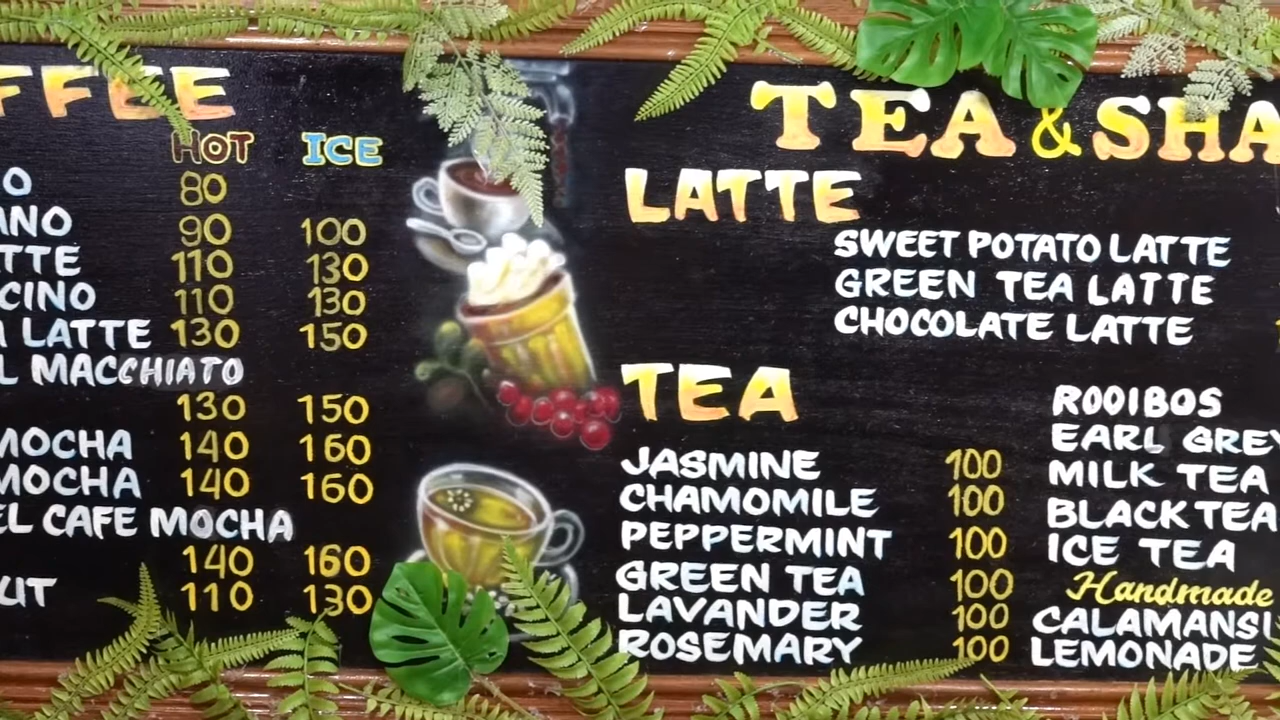 FFEE
HOT ICE
O 80
ANO 90 100
TTE 110 130
CINO 110 130
LATTE 130 150
L MACCHIATO
130 150
MOCHA 140 160
MOCHA 140 160
EL CAFE MOCHA
140 160
UT 110 130
TEA & SHA
LATTE
SWEET POTATO LATTE
GREEN TEA LATTE
CHOCOLATE LATTE
TEA
JASMINE 100
CHAMOMILE 100
PEPPERMINT 100
GREEN TEA 100
LAVANDER 100
ROSEMARY 100
ROOIBOS
EARL GREY
MILK TEA
BLACK TEA
ICE TEA
Handmade
CALAMANSI
LEMONADE